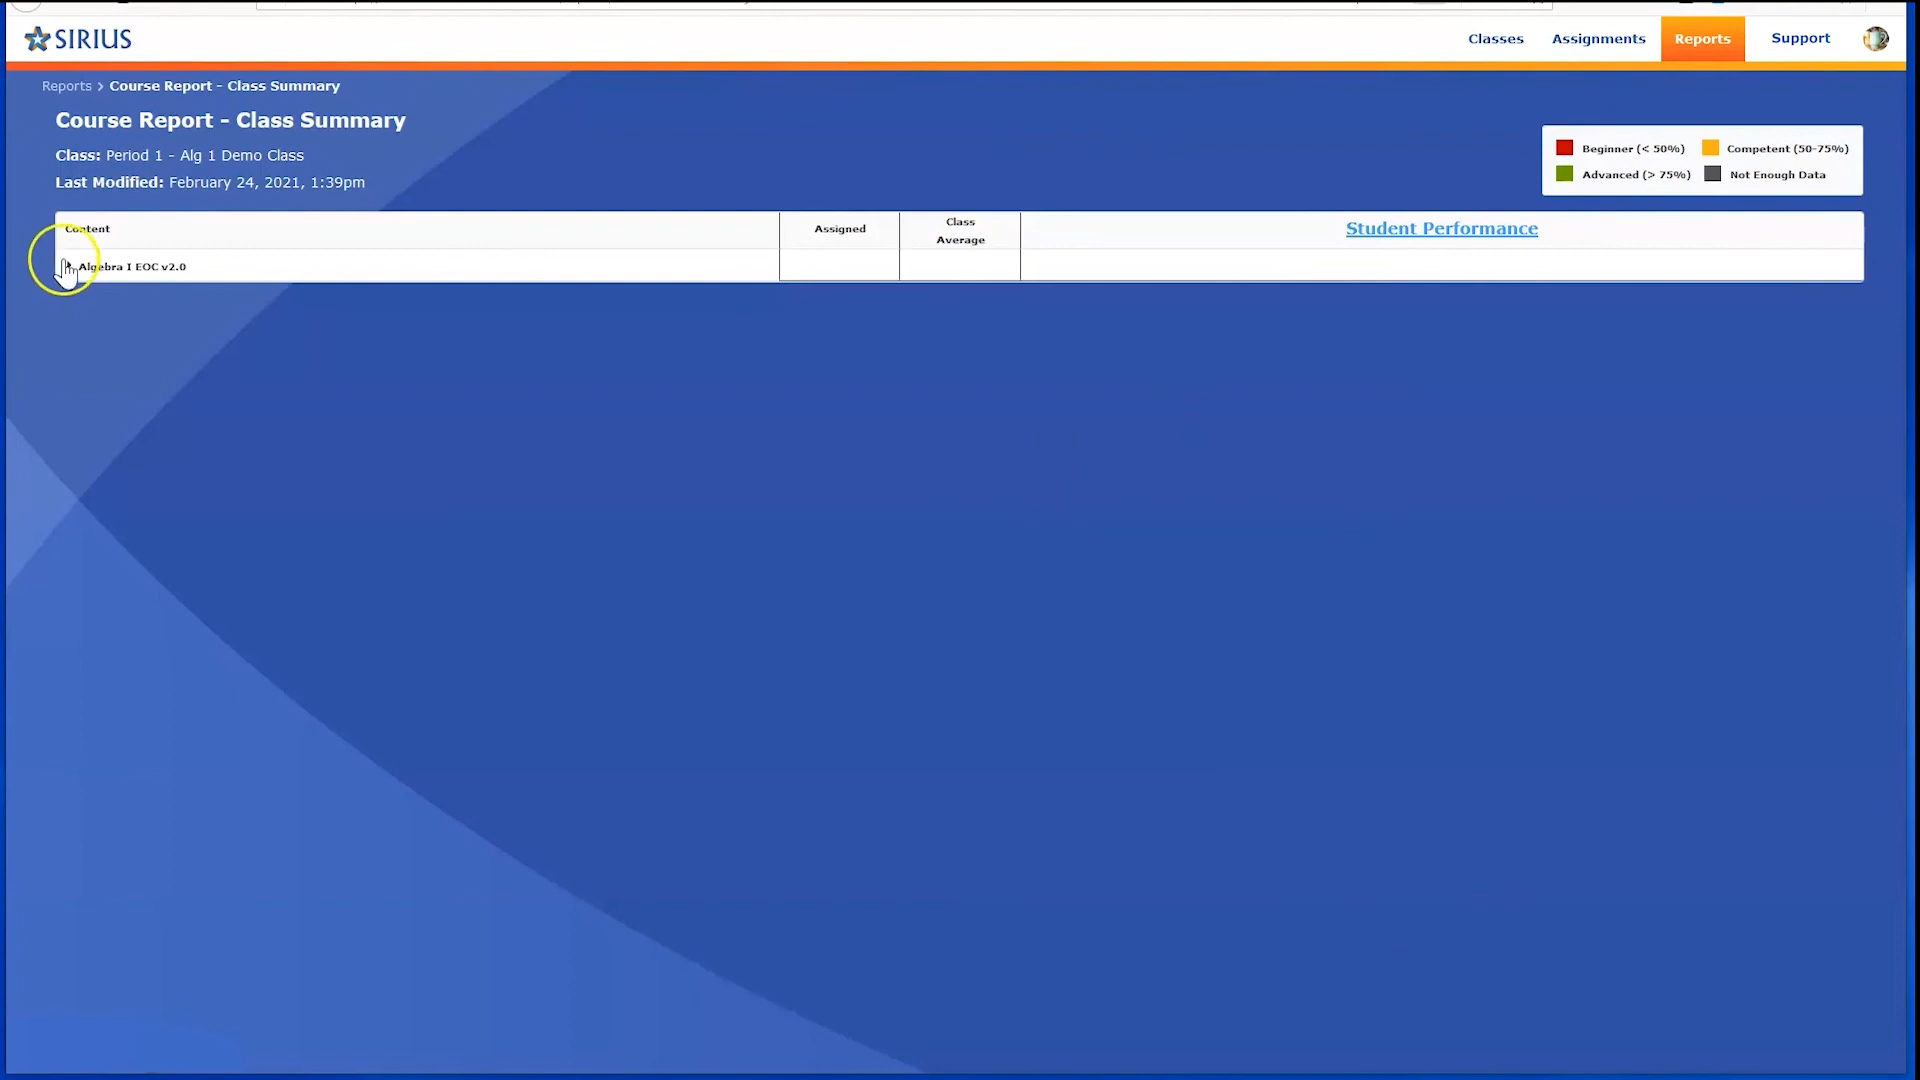 SIRIUS
Classes Assignments Reports Support
Reports > Course Report - Class Summary
Course Report - Class Summary
Class: Period 1 - Alg 1 Demo Class
Last Modified: February 24, 2021, 1:39pm
Beginner (< 50%) Competent (50-75%)
Advanced (> 75%) Not Enough Data
Content Assigned Class Average Student Performance
Algebra I EOC v2.0